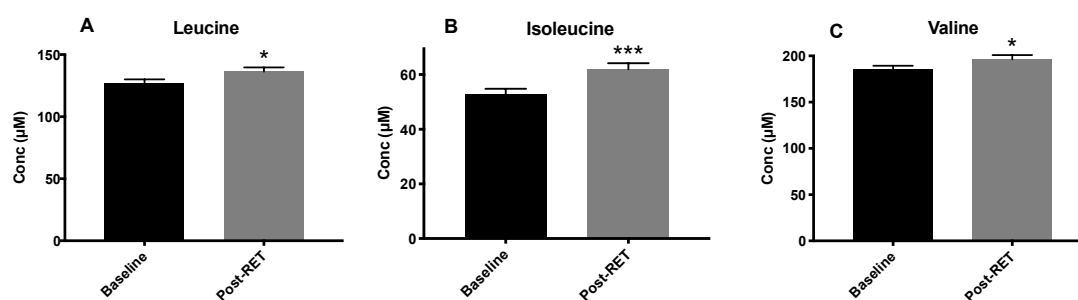 A Leucine
*
150
100
50
0
Conc (μM)
Baseline Post-RET
B Isoleucine
***
60
40
20
0
Conc (μM)
Baseline Post-RET
C Valine
*
200
150
100
50
0
Conc (μM)
Baseline Post-RET